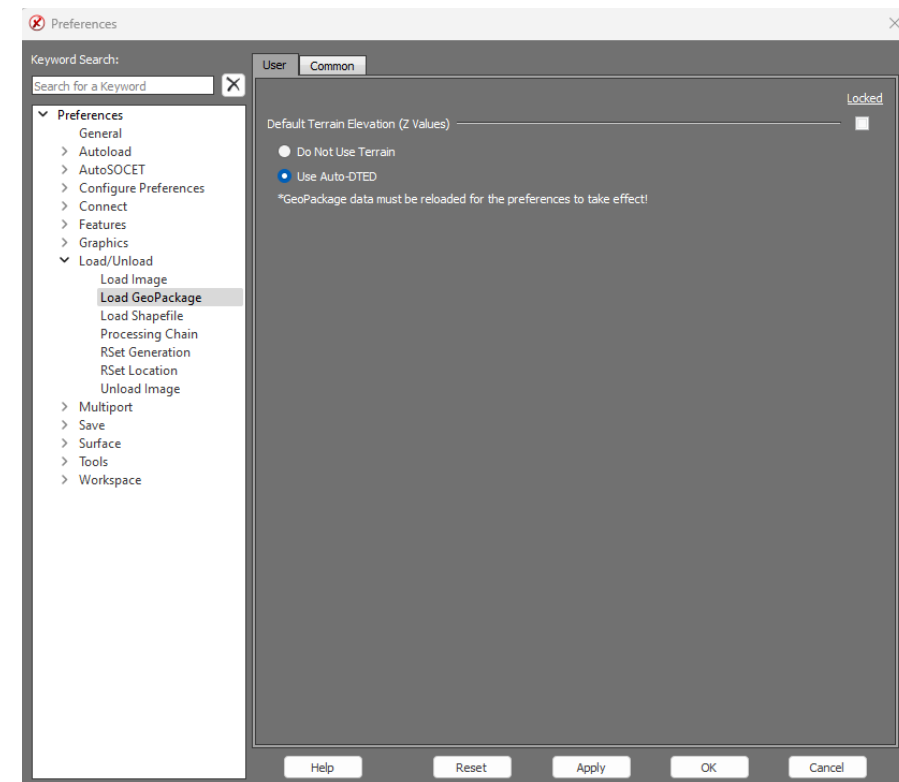 Preferences
Keyword Search:
Search for a Keyword
Preferences
General
Autoload
AutoSOCET
Configure Preferences
Connect
Features
Graphics
Load/Unload
Load Image
Load GeoPackage
Load Shapefile
Processing Chain
RSet Generation
RSet Location
Unload Image
Multiport
Save
Surface
Tools
Workspace
User
Common
Locked
Default Terrain Elevation (Z Values)
Do Not Use Terrain
Use Auto-DTED
*GeoPackage data must be reloaded for the preferences to take effect!
Help
Reset
Apply
OK
Cancel